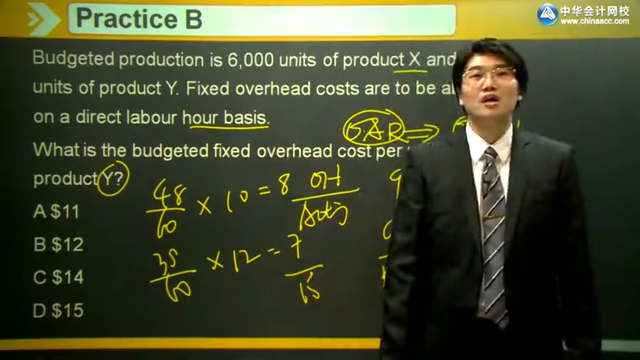 Practice B
中华会计网校
www.chinaacc.com
Budgeted production is 6,000 units of product X and
units of product Y. Fixed overhead costs are to be
on a direct labour hour basis.
OAR ⇒
What is the budgeted fixed overhead cost per
product Y?
48/60 × 10 = 8
35/60 × 12 = 7
15
A $11
B $12
C $14
D $15